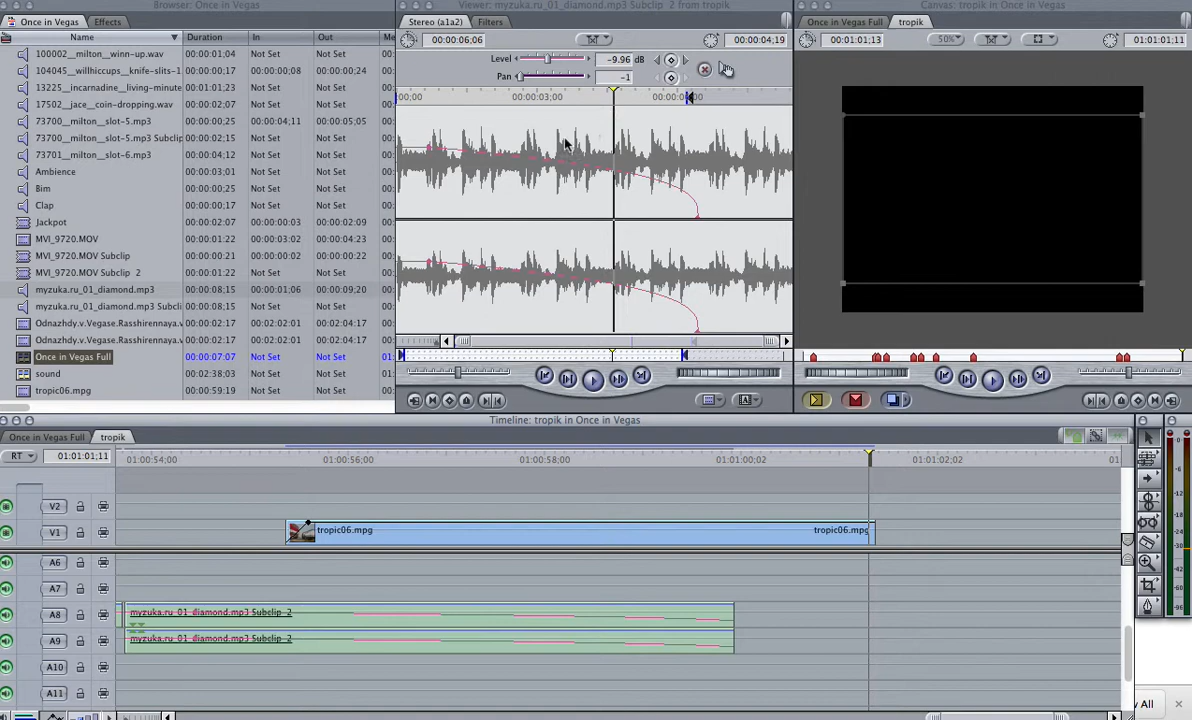 Browser: Once in Vegas
Viewer: myzuka.ru_01_diamond.mp3 Subclip 2 from tropik
Canvas: tropik in Once in Vegas
Once in Vegas
Effects
Stereo (a1a2)
Filters
Once in Vegas Full
tropik
Name
Duration
In
Out
Me
00:00:06;06
00:00:04;19
01:01:01;13
50%
01:01:01;11
100002__milton__winn-up.wav 00:00:01;04 Not Set Not Set
104045__willhiccups__knife-slits-1. 00:00:00;17 Not Set Not Set
13225__incarnadine__living-minute 00:01:01;23 Not Set Not Set
17502__jace__coin-dropping.wav 00:00:03;02 Not Set Not Set
73700__milton__slot-5.mp3 00:00:00;25 00:00:04;11 00:00:05;05
73700__milton__slot-5.mp3 Subclip 00:00:02;15 Not Set Not Set
73701__milton__slot-6.mp3 00:00:04;12 Not Set Not Set
Ambience 00:00:03;01 Not Set Not Set
Bim 00:00:00;25 Not Set Not Set
Clap 00:00:00;17 Not Set Not Set
Jackpot 00:00:02;07 00:00:00;03 00:00:02;09
MVI_9720.MOV 00:00:01;22 00:00:03;02 00:00:04;23
MVI_9720.MOV Subclip 00:00:00;21 00:00:00;02 00:00:00;22
MVI_9720.MOV Subclip 2 00:00:01;22 Not Set Not Set
myzuka.ru_01_diamond.mp3 00:00:08;15 00:00:01;06 00:00:09;20
myzuka.ru_01_diamond.mp3 Subcli 00:00:08;15 Not Set Not Set
Odnazhdy.v.Vegase.Rasshirennaya.v 00:00:02;17 00:02:02;01 00:02:04;17
Odnazhdy.v.Vegase.Rasshirennaya.v 00:00:02;17 00:02:02;01 00:02:04;17
Once in Vegas Full 00:00:07;07 Not Set Not Set 01:
sound 00:02:38;03 Not Set Not Set 01:
tropic06.mpg 00:00:59;19 Not Set Not Set
Level -9.96 dB
Pan -1
00:00 00:00:03;00
Timeline: tropik in Once in Vegas
Once in Vegas Full
tropik
RT 01:01:01;11
01:00:54;00 01:00:56;00 01:00:58;00 01:01:00;02 01:01:02;02 01
V2
V1
tropic06.mpg
tropic06.mpg
A6
A7
A8
myzuka.ru_01_diamond.mp3 Subclip 2
A9
myzuka.ru_01_diamond.mp3 Subclip 2
A10
A11
All